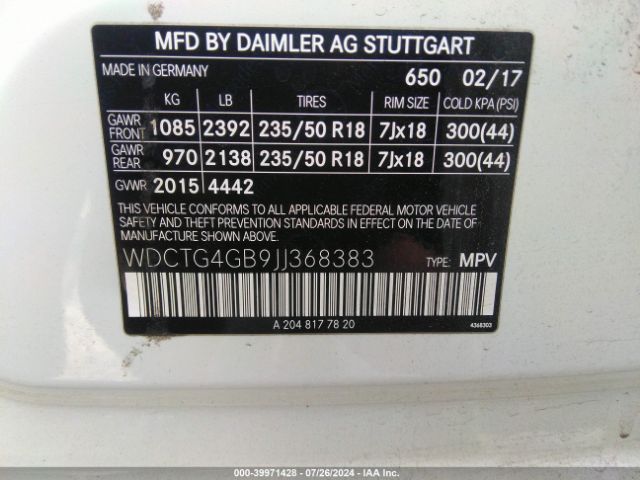 MFD BY DAIMLER AG STUTTGART
MADE IN GERMANY 650 02/17
KG LB TIRES RIM SIZE COLD KPA (PSI)
GAWR FRONT 1085 2392 235/50 R18 7Jx18 300(44)
GAWR REAR 970 2138 235/50 R18 7Jx18 300(44)
GVWR 2015 4442
THIS VEHICLE CONFORMS TO ALL APPLICABLE FEDERAL MOTOR VEHICLE
SAFETY AND THEFT PREVENTION STANDARDS IN EFFECT ON THE DATE OF
MANUFACTURE SHOWN ABOVE.
WDCTG4GB9JJ368383 TYPE: MPV
A 204 817 78 20
4368303
000-39971428 - 07/26/2024 - IAA Inc.